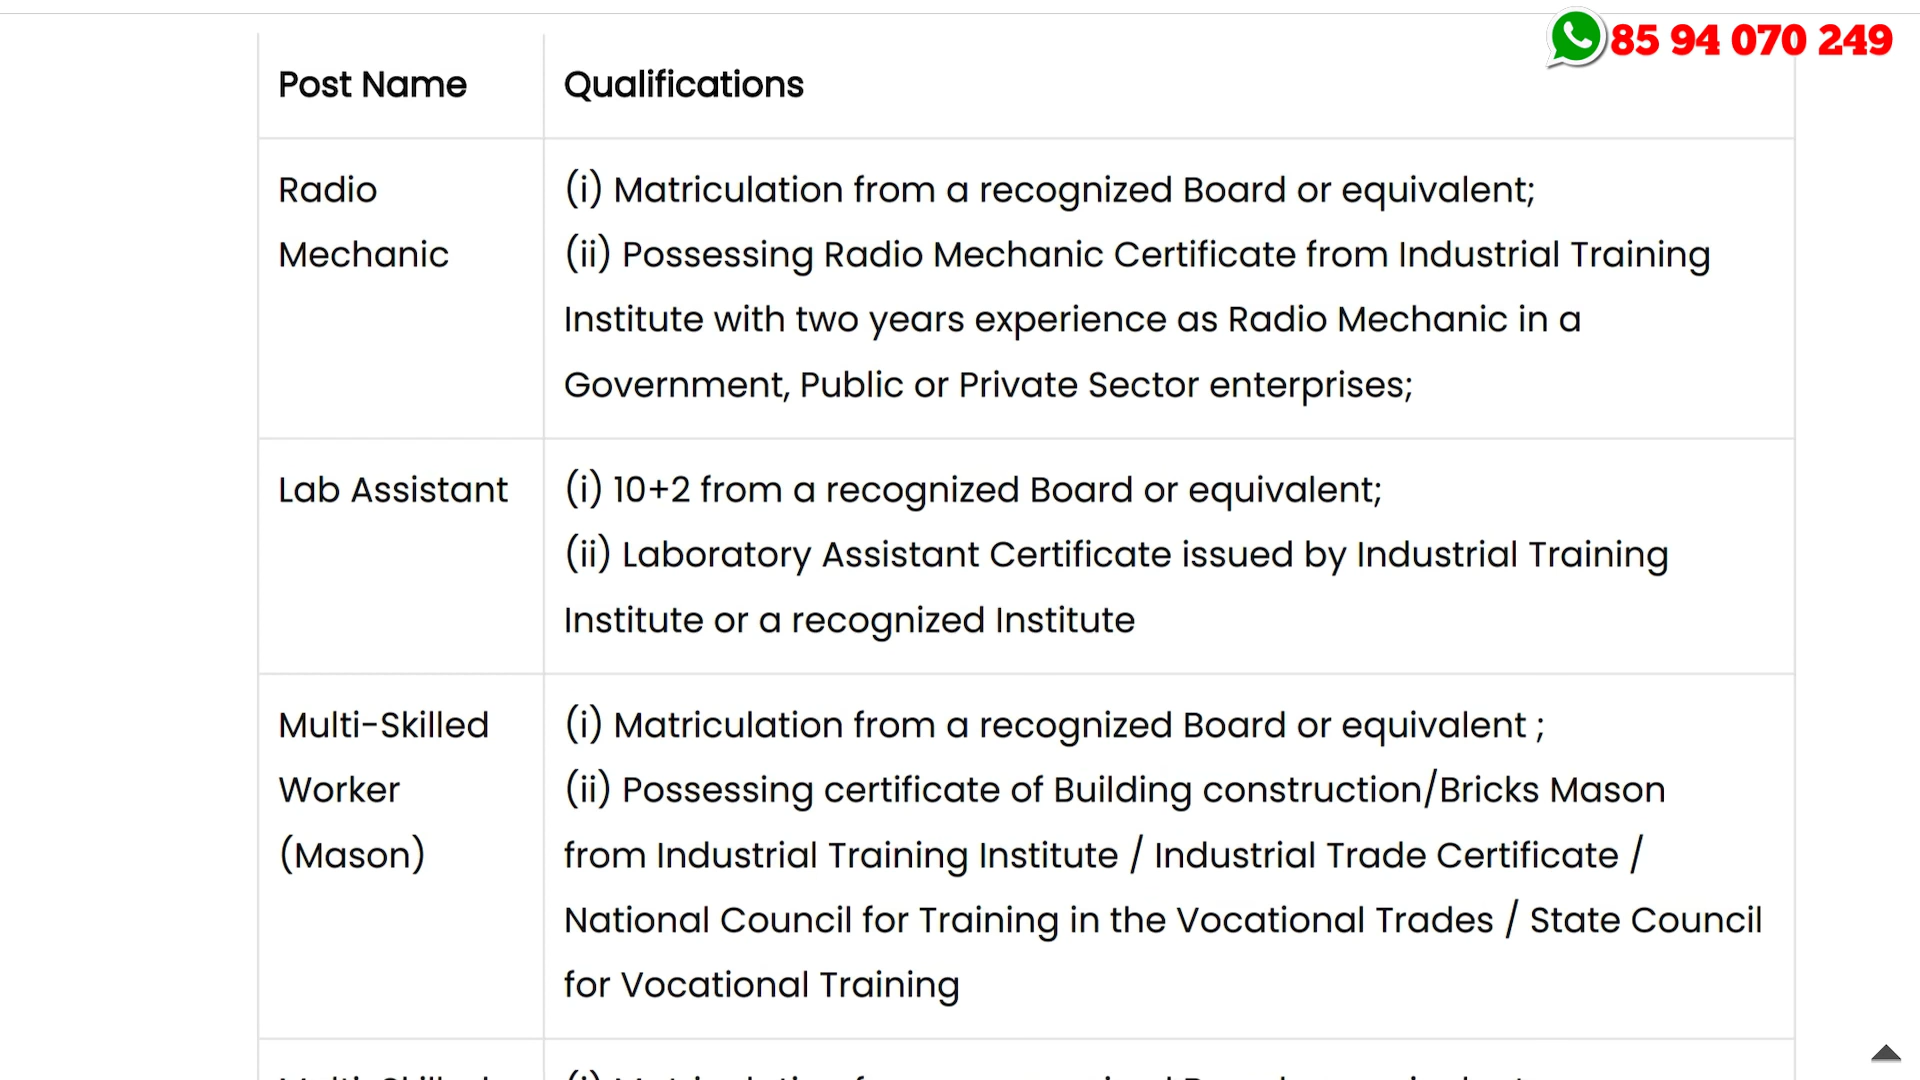 85 94 070 249
Post Name
Qualifications
Radio
Mechanic
(i) Matriculation from a recognized Board or equivalent;
(ii) Possessing Radio Mechanic Certificate from Industrial Training
Institute with two years experience as Radio Mechanic in a
Government, Public or Private Sector enterprises;
Lab Assistant
(i) 10+2 from a recognized Board or equivalent;
(ii) Laboratory Assistant Certificate issued by Industrial Training
Institute or a recognized Institute
Multi-Skilled
Worker
(Mason)
(i) Matriculation from a recognized Board or equivalent ;
(ii) Possessing certificate of Building construction/Bricks Mason
from Industrial Training Institute / Industrial Trade Certificate /
National Council for Training in the Vocational Trades / State Council
for Vocational Training